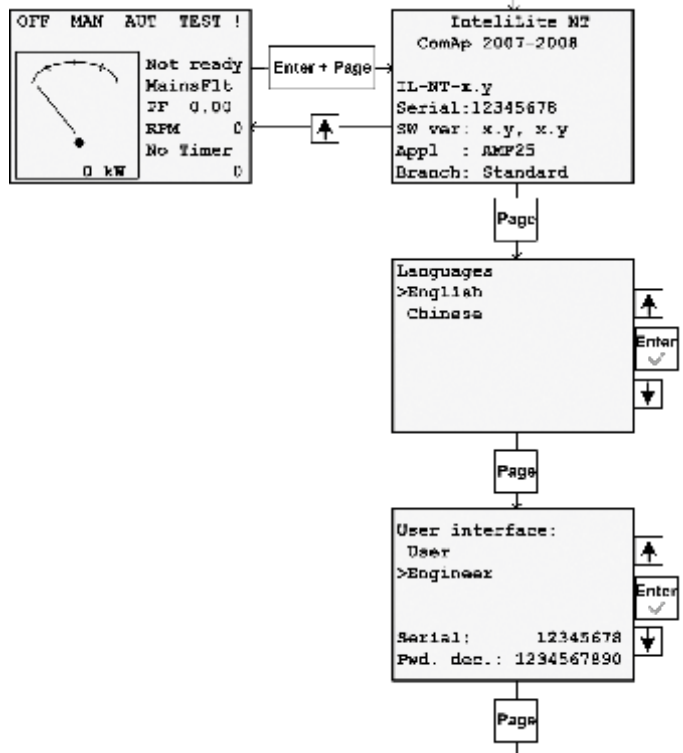 OFF MAN AUT TEST !
Not ready
MainsFlt
PF 0.00
RPM 0
No Timer
0 kW 0
Enter + Page
InteliLite NT
ComAp 2007-2008
IL-NT-x.y
Serial:12345678
SW ver: x.y, x.y
Appl : AMF25
Branch: Standard
Page
Languages
>English
Chinese
Enter
Page
User interface:
User
>Engineer
Enter
Serial: 12345678
Pwd. dec.: 1234567890
Page